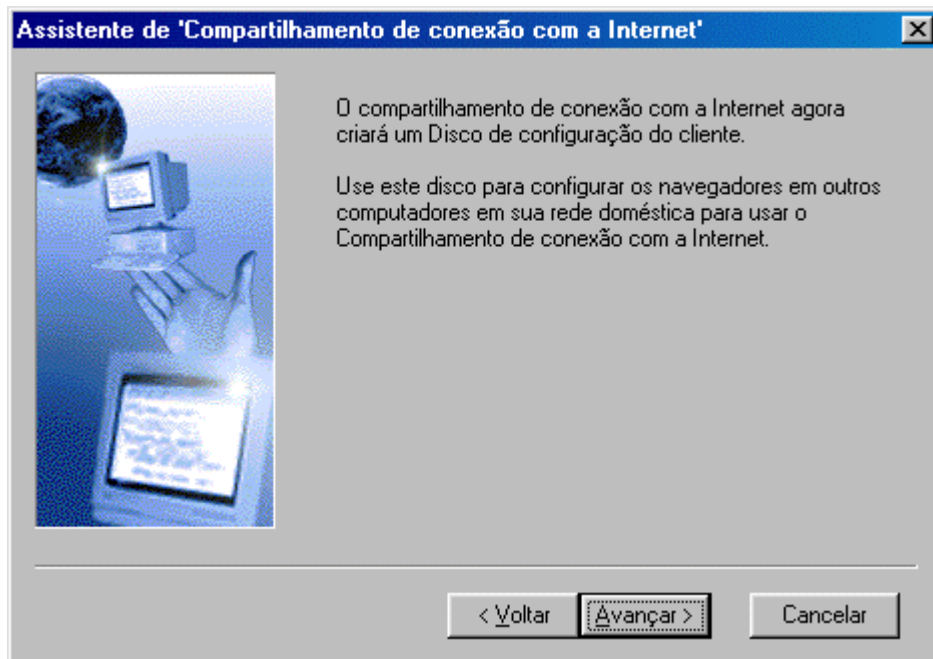 Assistente de 'Compartilhamento de conexão com a Internet'
O compartilhamento de conexão com a Internet agora
criará um Disco de configuração do cliente.
Use este disco para configurar os navegadores em outros
computadores em sua rede doméstica para usar o
Compartilhamento de conexão com a Internet.
< Voltar
Avançar >
Cancelar